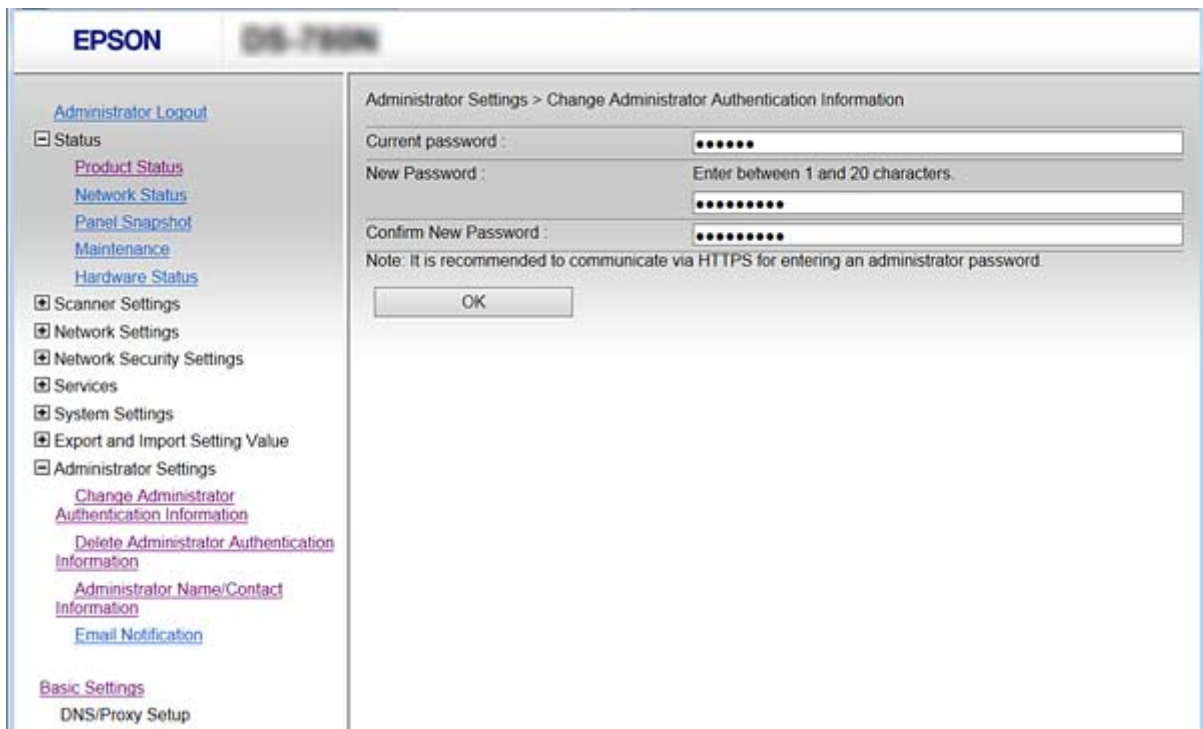 EPSON
Administrator Logout
Status
Product Status
Network Status
Panel Snapshot
Maintenance
Hardware Status
Scanner Settings
Network Settings
Network Security Settings
Services
System Settings
Export and Import Setting Value
Administrator Settings
Change Administrator
Authentication Information
Delete Administrator Authentication
Information
Administrator Name/Contact
Information
Email Notification
Basic Settings
DNS/Proxy Setup
Administrator Settings > Change Administrator Authentication Information
Current password : ••••••
New Password : Enter between 1 and 20 characters.
•••••••••
Confirm New Password : •••••••••
Note: It is recommended to communicate via HTTPS for entering an administrator password.
OK